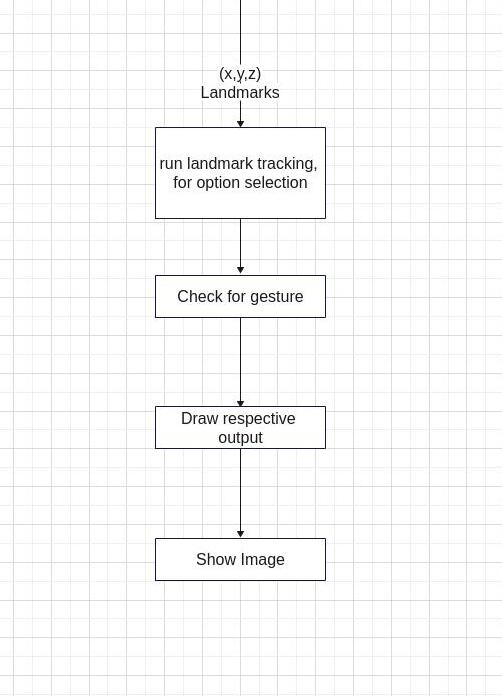 (x,y,z)
Landmarks
run landmark tracking,
for option selection
Check for gesture
Draw respective
output
Show Image